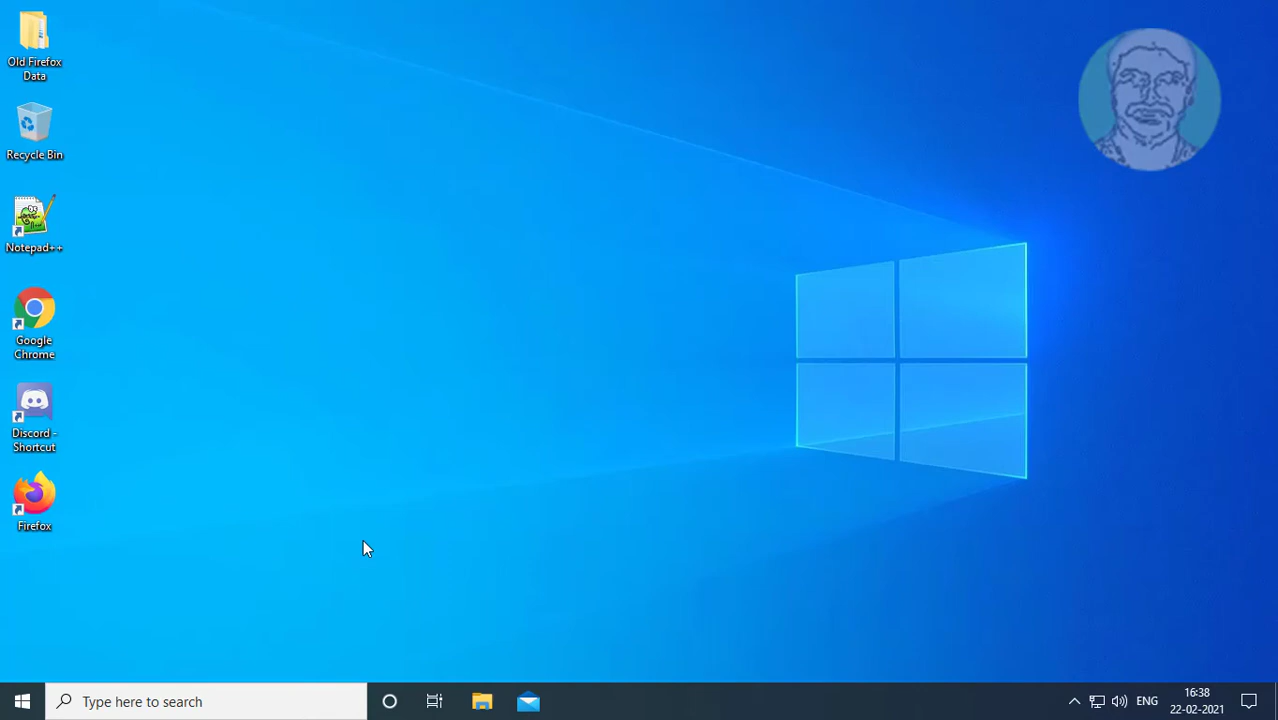 Old Firefox
Data
Recycle Bin
Notepad++
Google
Chrome
Discord -
Shortcut
Firefox
Type here to search
ENG
16:38
22-02-2021